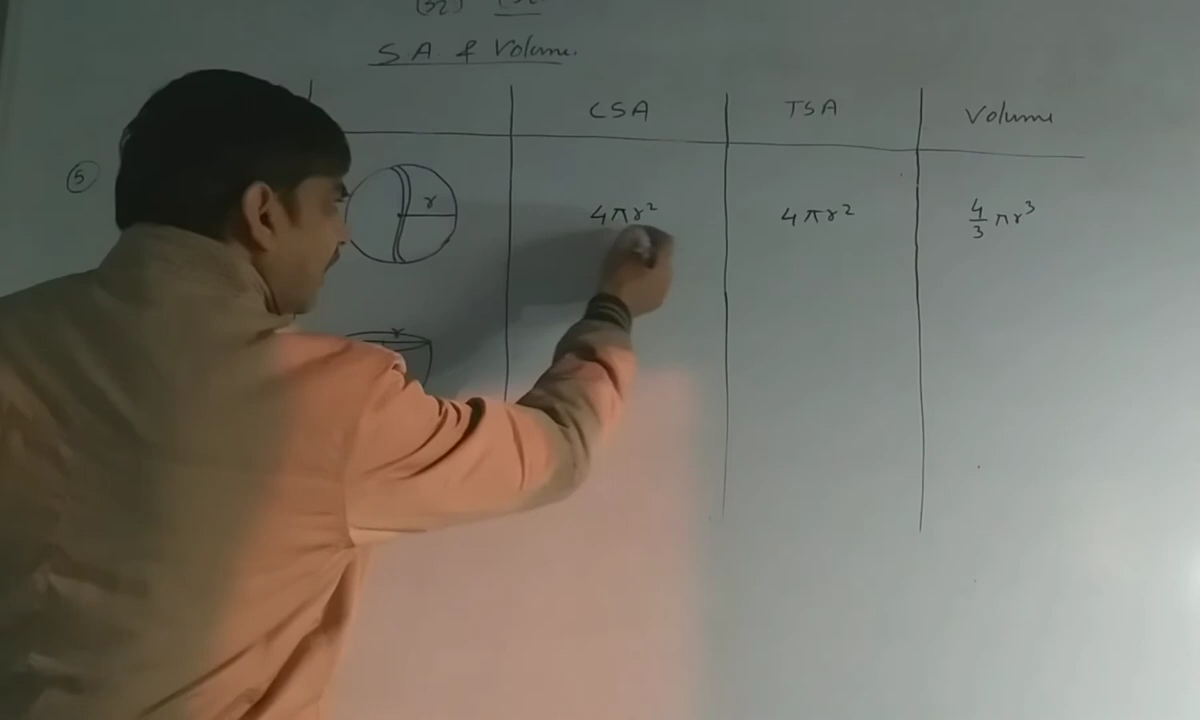 S.A. & Volume.
CSA TSA Volume
5 r 4πr² 4πr² 4/3 πr³
r